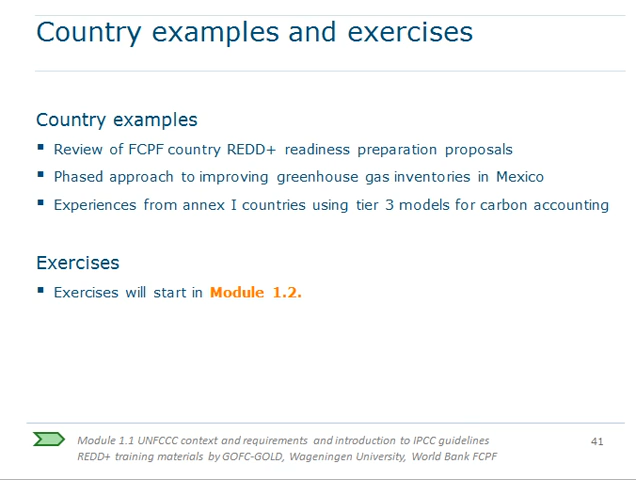 Country examples and exercises
Country examples
▪ Review of FCPF country REDD+ readiness preparation proposals
▪ Phased approach to improving greenhouse gas inventories in Mexico
▪ Experiences from annex I countries using tier 3 models for carbon accounting
Exercises
▪ Exercises will start in Module 1.2.
Module 1.1 UNFCCC context and requirements and introduction to IPCC guidelines
REDD+ training materials by GOFC-GOLD, Wageningen University, World Bank FCPF
41